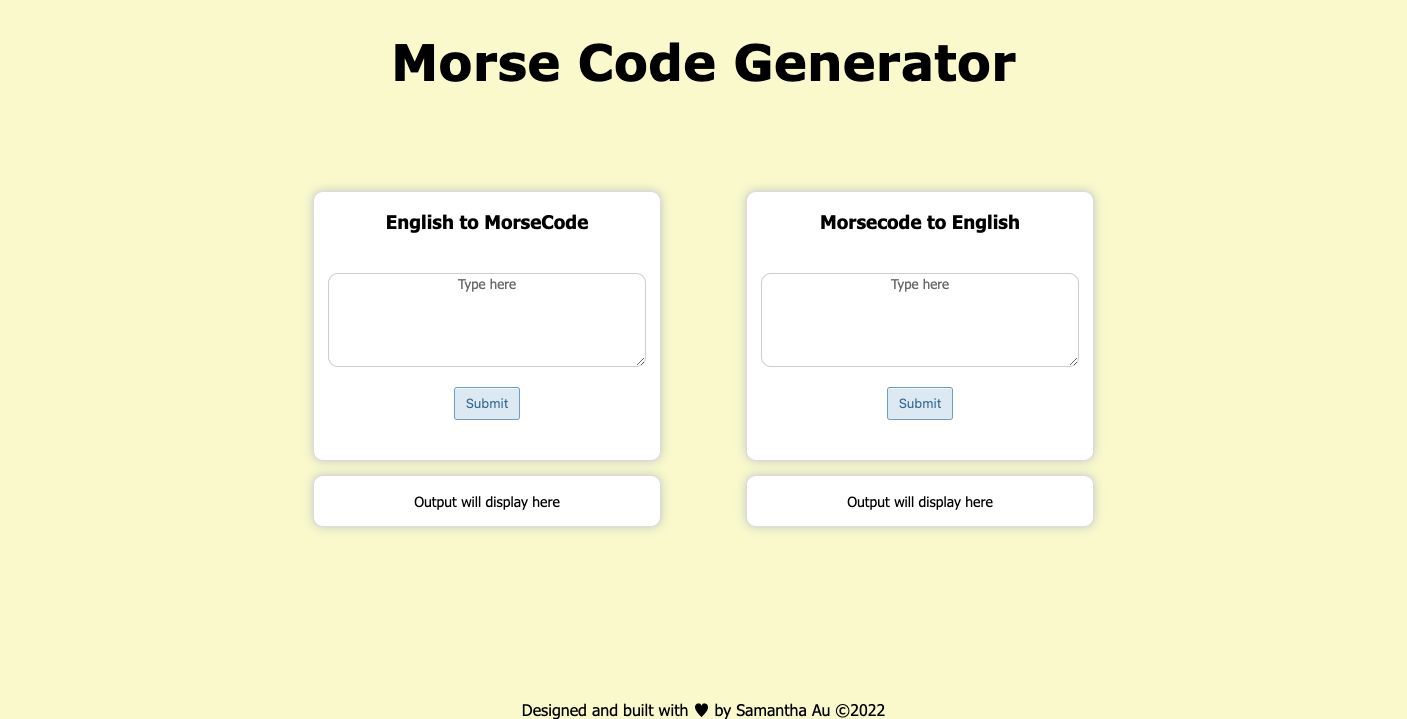 Morse Code Generator
English to MorseCode
Type here
Submit
Output will display here
Morsecode to English
Type here
Submit
Output will display here
Designed and built with ♥ by Samantha Au ©2022